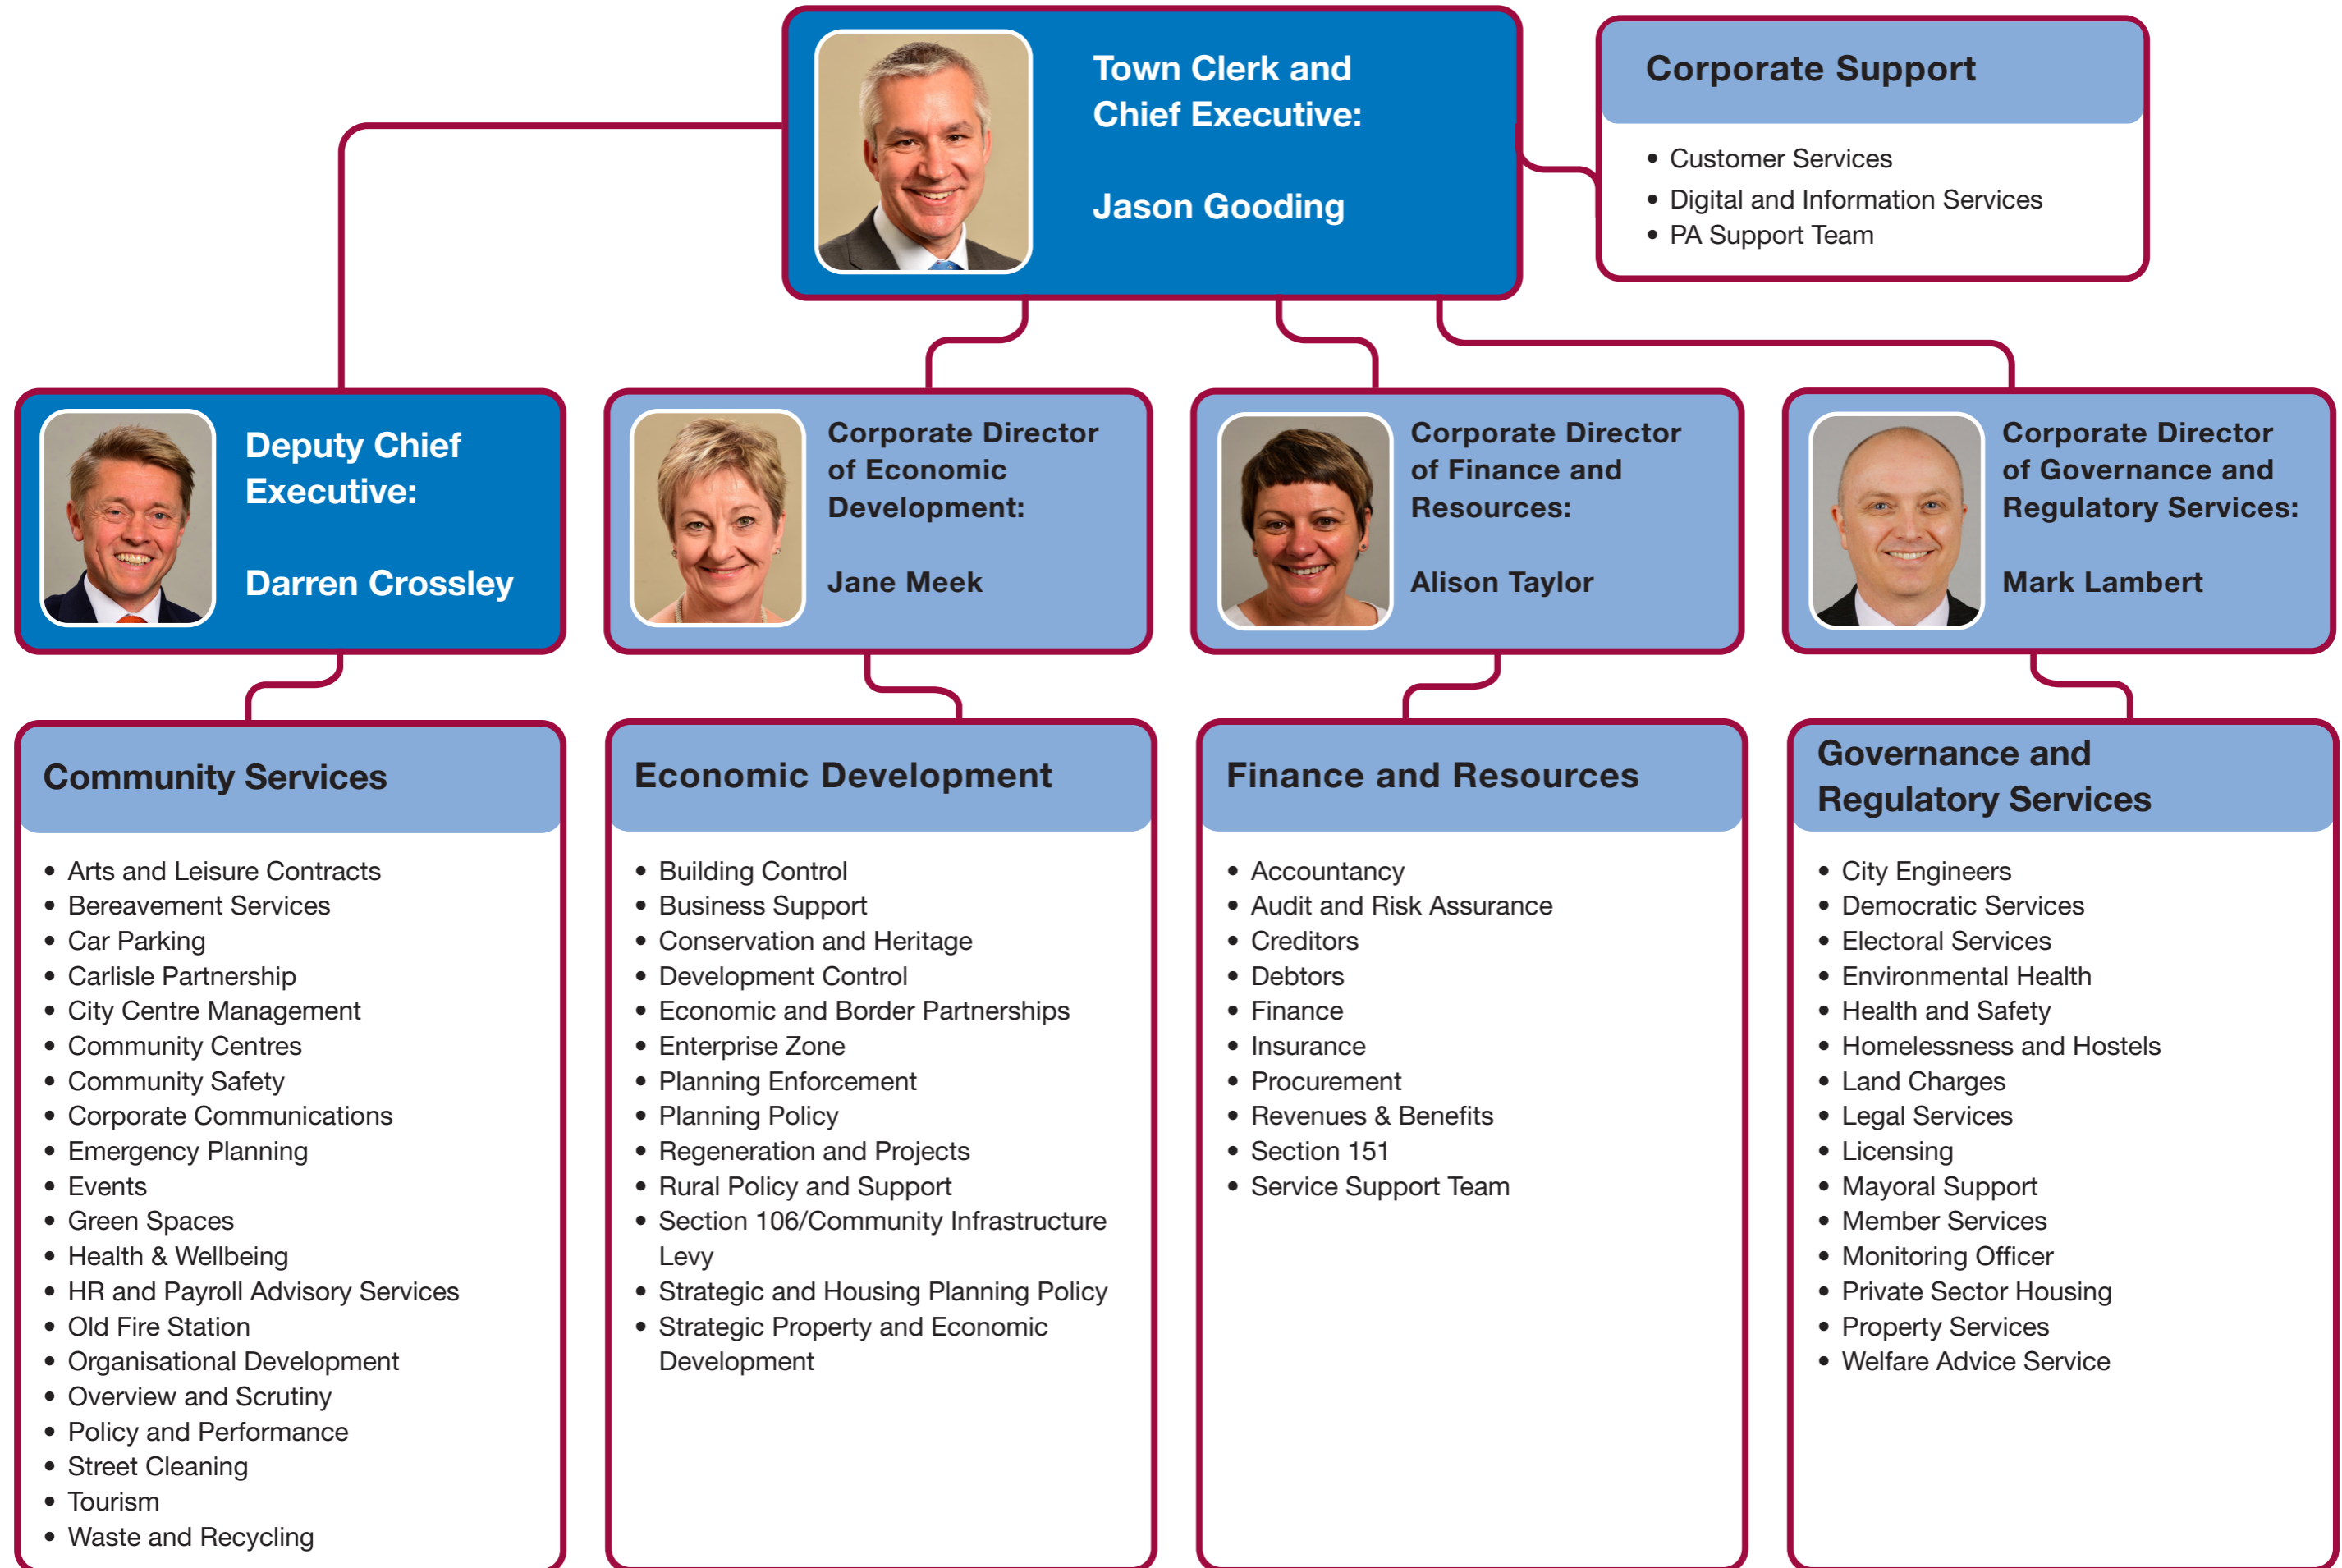 Town Clerk and
Chief Executive:
Jason Gooding
Corporate Support
• Customer Services
• Digital and Information Services
• PA Support Team
Deputy Chief
Executive:
Darren Crossley
Corporate Director
of Economic
Development:
Jane Meek
Corporate Director
of Finance and
Resources:
Alison Taylor
Corporate Director
of Governance and
Regulatory Services:
Mark Lambert
Community Services
• Arts and Leisure Contracts
• Bereavement Services
• Car Parking
• Carlisle Partnership
• City Centre Management
• Community Centres
• Community Safety
• Corporate Communications
• Emergency Planning
• Events
• Green Spaces
• Health & Wellbeing
• HR and Payroll Advisory Services
• Old Fire Station
• Organisational Development
• Overview and Scrutiny
• Policy and Performance
• Street Cleaning
• Tourism
• Waste and Recycling
Economic Development
• Building Control
• Business Support
• Conservation and Heritage
• Development Control
• Economic and Border Partnerships
• Enterprise Zone
• Planning Enforcement
• Planning Policy
• Regeneration and Projects
• Rural Policy and Support
• Section 106/Community Infrastructure
Levy
• Strategic and Housing Planning Policy
• Strategic Property and Economic
Development
Finance and Resources
• Accountancy
• Audit and Risk Assurance
• Creditors
• Debtors
• Finance
• Insurance
• Procurement
• Revenues & Benefits
• Section 151
• Service Support Team
Governance and
Regulatory Services
• City Engineers
• Democratic Services
• Electoral Services
• Environmental Health
• Health and Safety
• Homelessness and Hostels
• Land Charges
• Legal Services
• Licensing
• Mayoral Support
• Member Services
• Monitoring Officer
• Private Sector Housing
• Property Services
• Welfare Advice Service